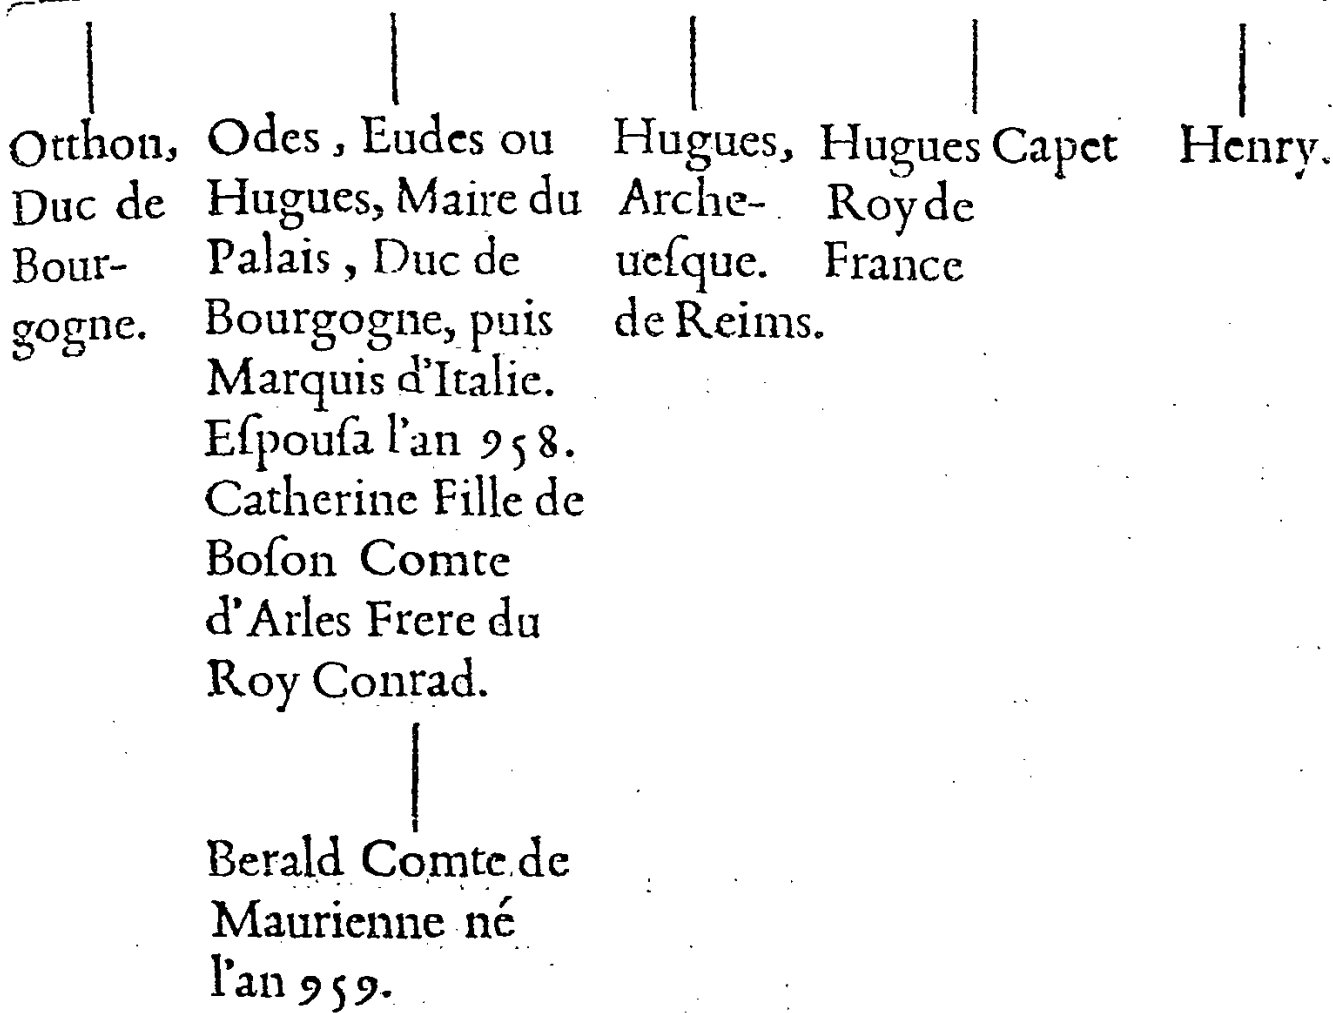 Otthon,
Duc de
Bour-
gogne.
Odes, Eudes ou
Hugues, Maire du
Palais, Duc de
Bourgogne, puis
Marquis d'Italie.
Eſpouſa l'an 958.
Catherine Fille de
Boſon Comte
d'Arles Frere du
Roy Conrad.
Berald Comte de
Maurienne né
l'an 959.
Hugues,
Arche-
ueſque.
de Reims.
Hugues Capet
Roy de
France
Henry.